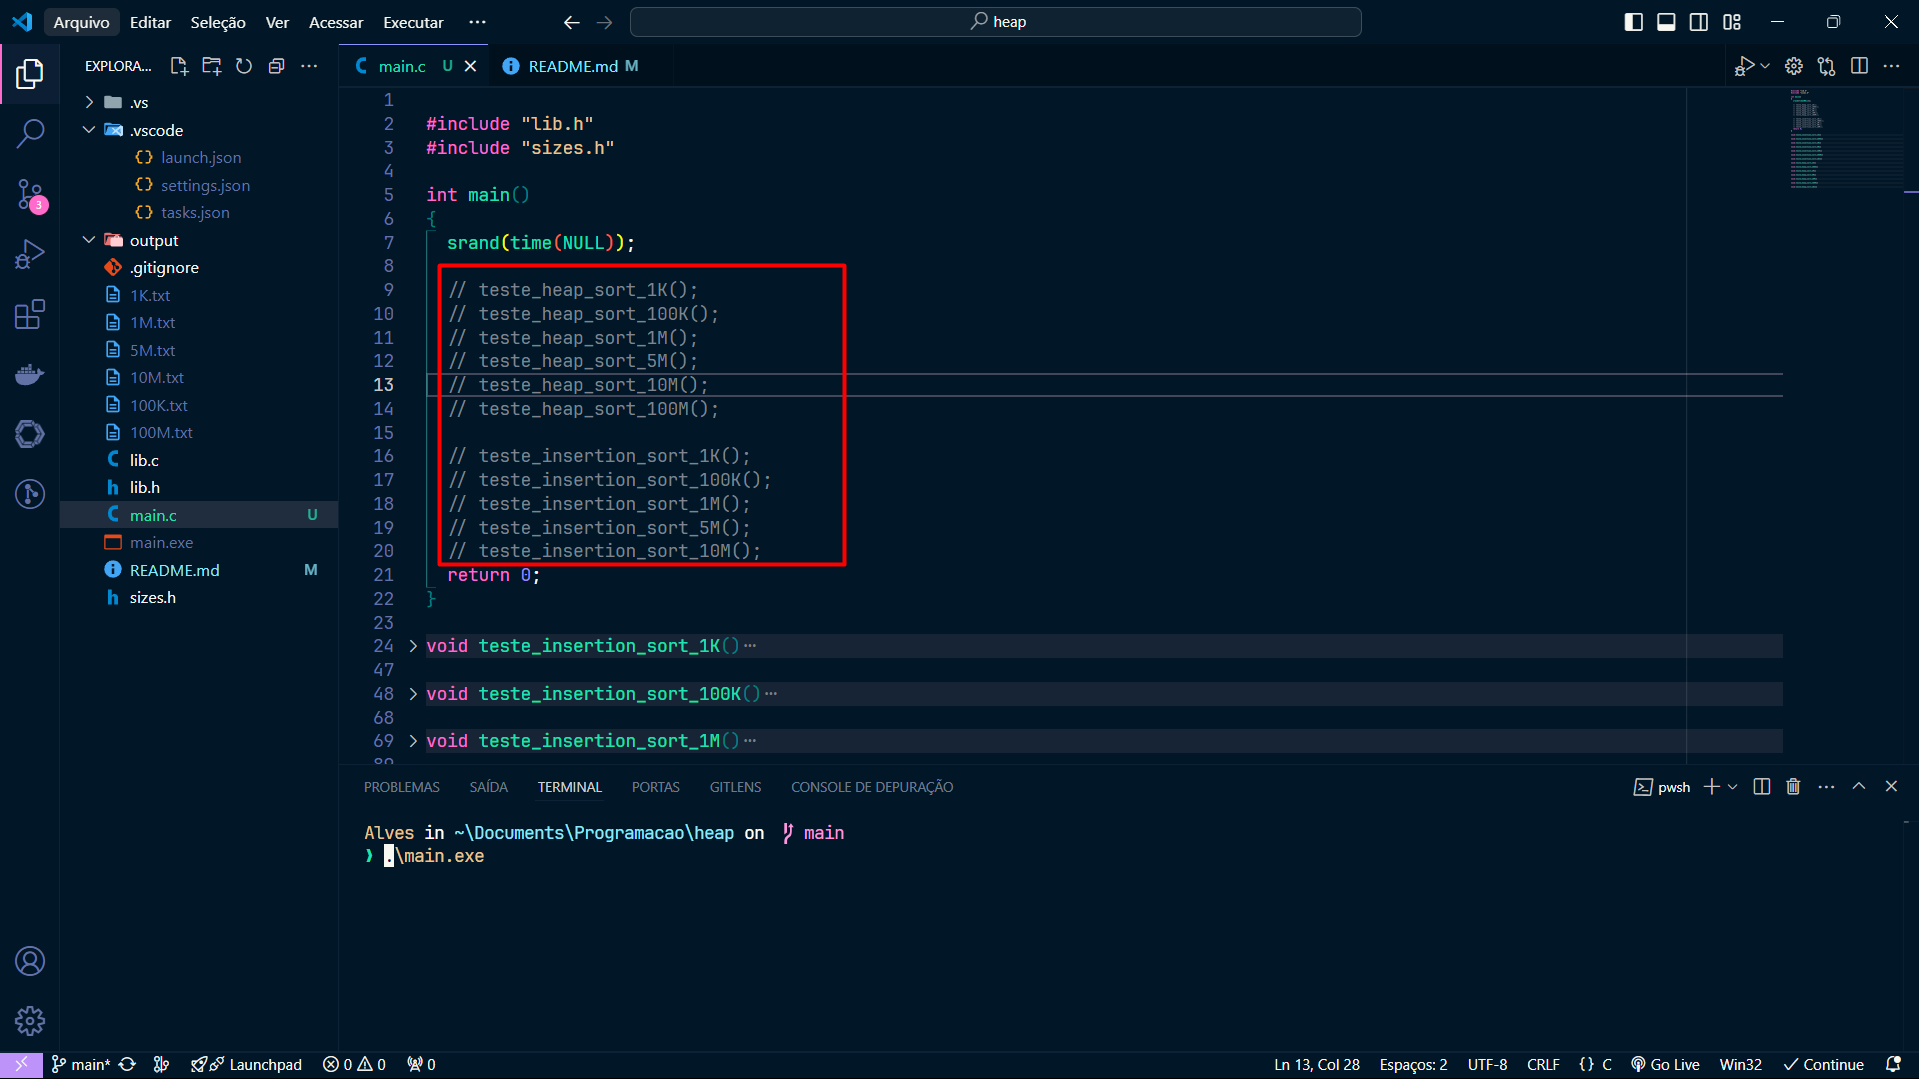 Arquivo Editar Seleção Ver Acessar Executar ··· heap
EXPLORA...
.vs
.vscode
launch.json
settings.json
tasks.json
output
.gitignore
1K.txt
1M.txt
5M.txt
10M.txt
100K.txt
100M.txt
lib.c
lib.h
main.c U
main.exe
README.md M
sizes.h
main.c U README.md M
1
2 #include "lib.h"
3 #include "sizes.h"
4
5 int main()
6 {
7 srand(time(NULL));
8
9 // teste_heap_sort_1K();
10 // teste_heap_sort_100K();
11 // teste_heap_sort_1M();
12 // teste_heap_sort_5M();
13 // teste_heap_sort_10M();
14 // teste_heap_sort_100M();
15
16 // teste_insertion_sort_1K();
17 // teste_insertion_sort_100K();
18 // teste_insertion_sort_1M();
19 // teste_insertion_sort_5M();
20 // teste_insertion_sort_10M();
21 return 0;
22 }
23
24 void teste_insertion_sort_1K() ···
47
48 void teste_insertion_sort_100K() ···
68
69 void teste_insertion_sort_1M() ···
89
PROBLEMAS SAÍDA TERMINAL PORTAS GITLENS CONSOLE DE DEPURAÇÃO pwsh
Alves in ~\Documents\Programacao\heap on main
❯ .\main.exe
3
main* Launchpad 0 0 0 Ln 13, Col 28 Espaços: 2 UTF-8 CRLF {} C Go Live Win32 Continue